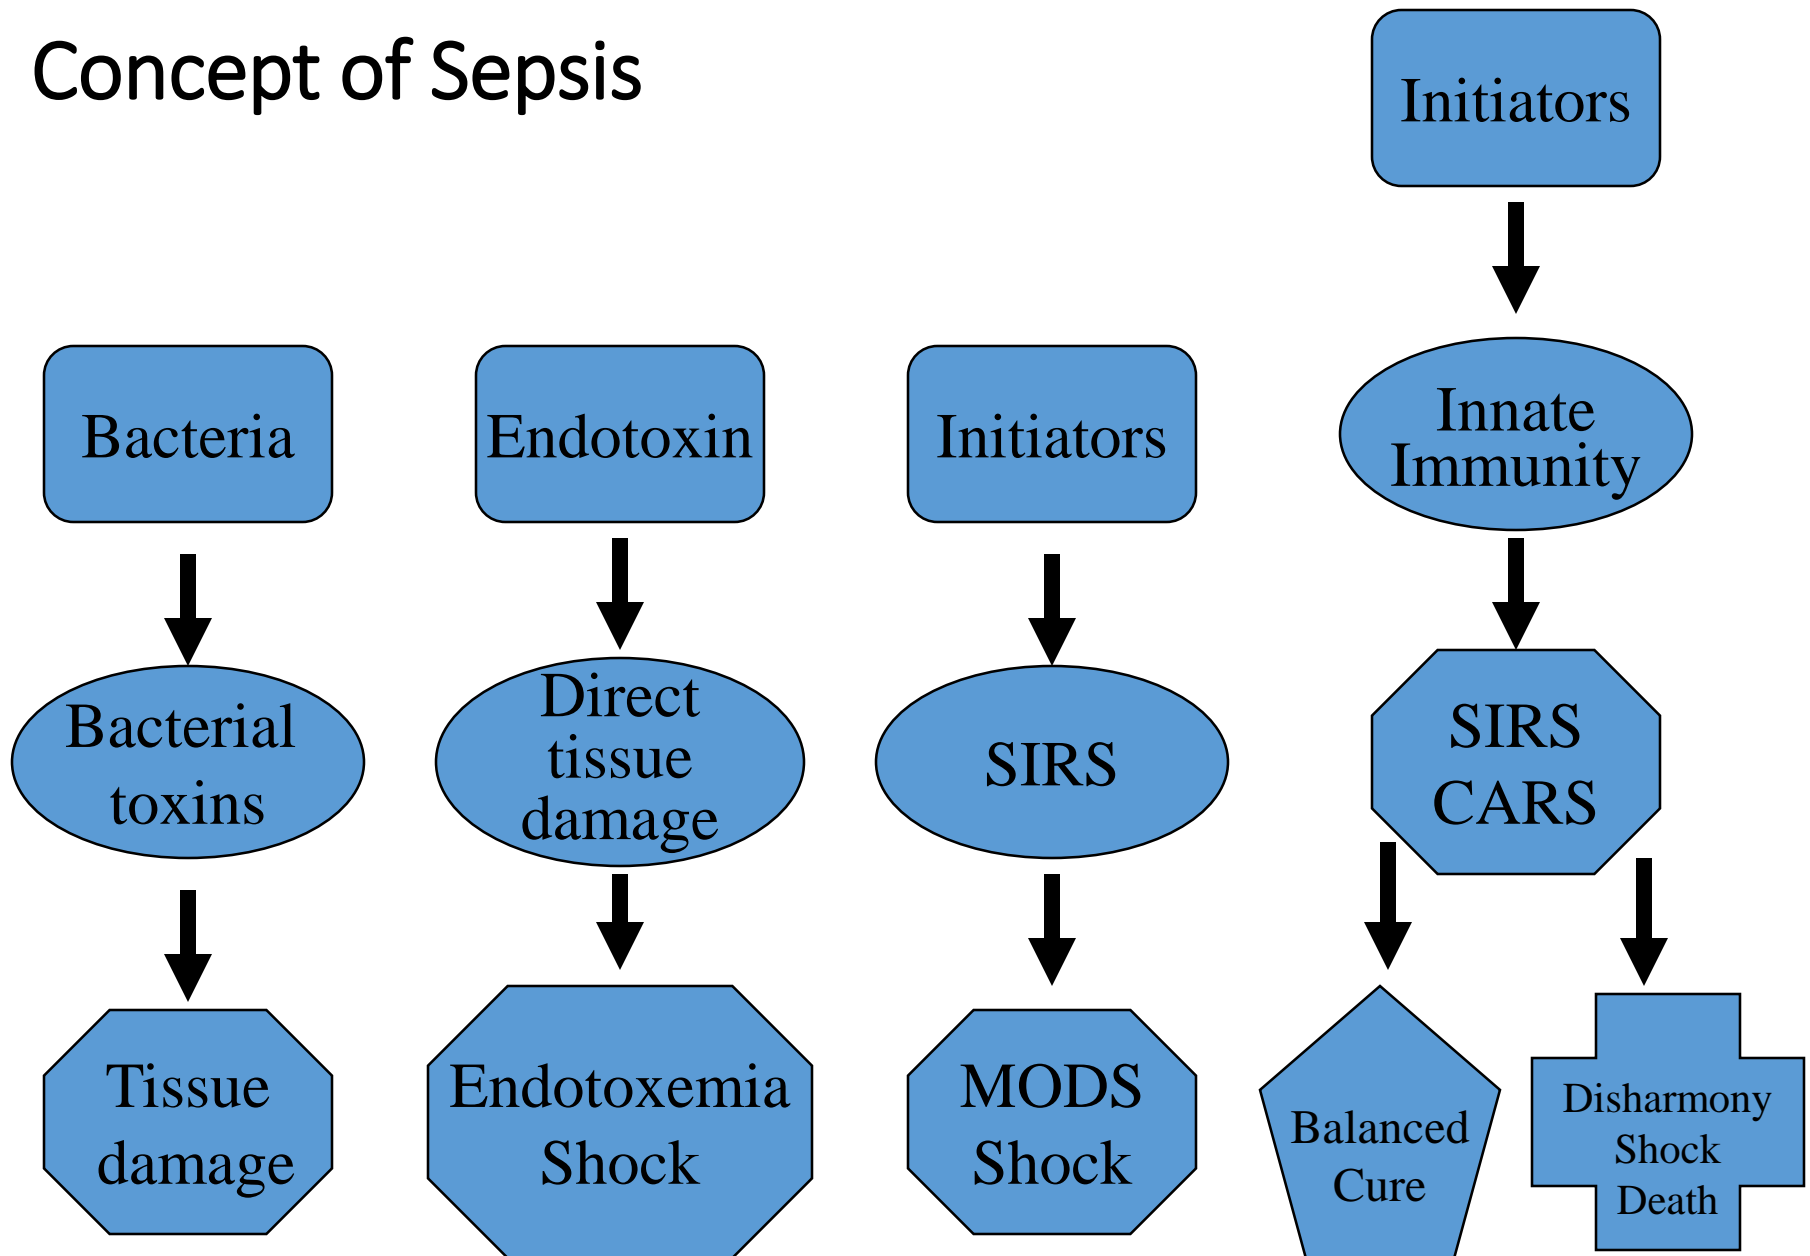 Concept of Sepsis
Bacteria
Bacterial
toxins
Tissue
damage
Endotoxin
Direct
tissue
damage
Endotoxemia
Shock
Initiators
SIRS
MODS
Shock
Initiators
Innate
Immunity
SIRS
CARS
Balanced
Cure
Disharmony
Shock
Death